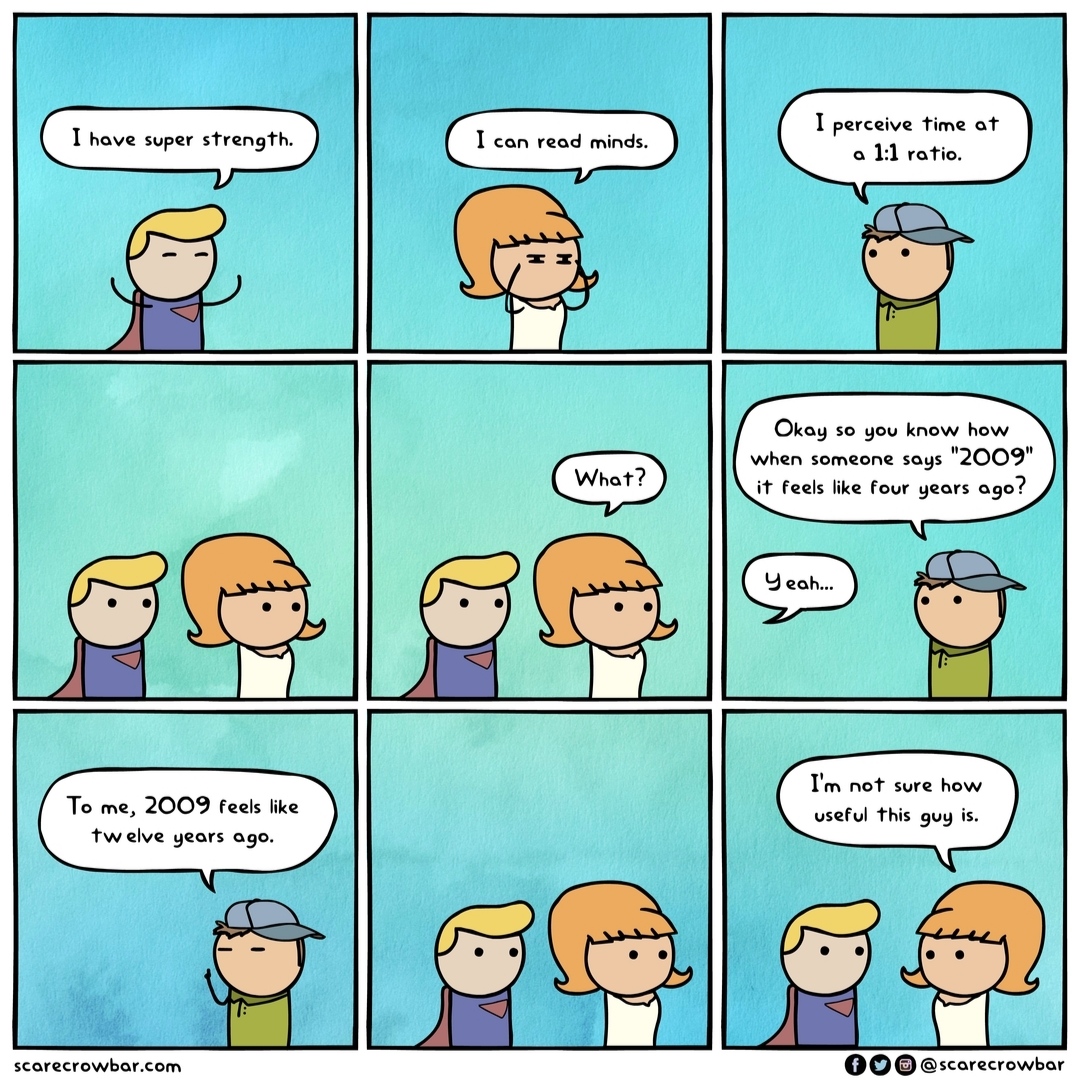 I have super strength.
I can read minds.
I perceive time at
a 1:1 ratio.
What?
Okay so you know how
when someone says "2009"
it feels like four years ago?
Yeah...
To me, 2009 feels like
twelve years ago.
I'm not sure how
useful this guy is.
scarecrowbar.com
@scarecrowbar